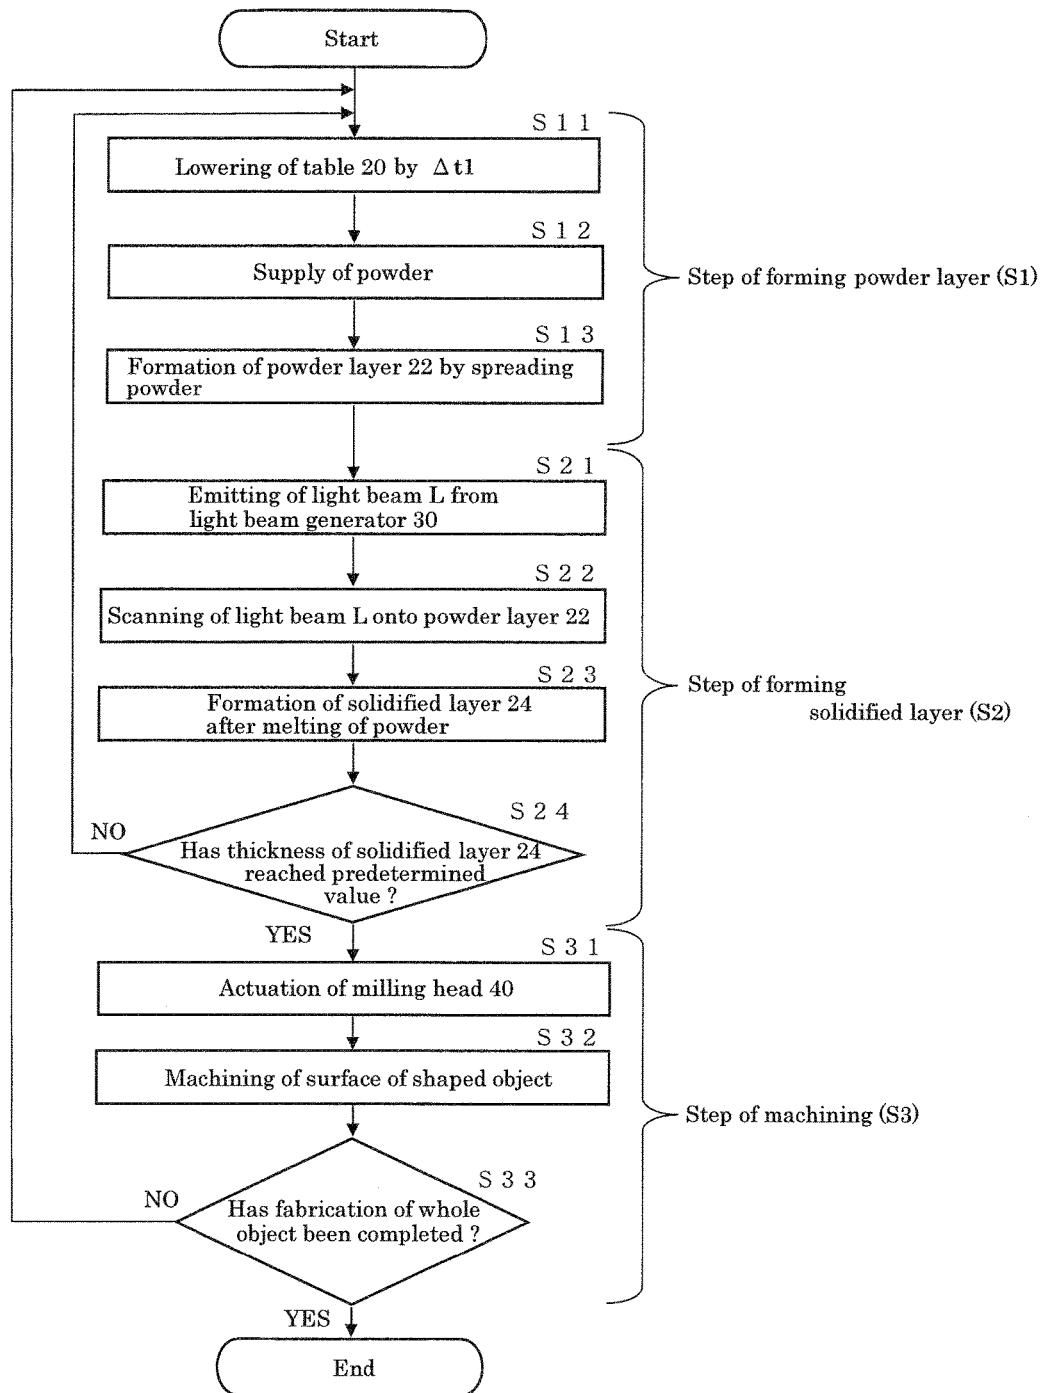 Start
S11
Lowering of table 20 by Δt1
S12
Supply of powder
Step of forming powder layer (S1)
S13
Formation of powder layer 22 by spreading
powder
S21
Emitting of light beam L from
light beam generator 30
S22
Scanning of light beam L onto powder layer 22
S23
Formation of solidified layer 24
after melting of powder
Step of forming
solidified layer (S2)
S24
NO
Has thickness of solidified layer 24
reached predetermined
value ?
YES
S31
Actuation of milling head 40
S32
Machining of surface of shaped object
Step of machining (S3)
S33
NO
Has fabrication of whole
object been completed ?
YES
End